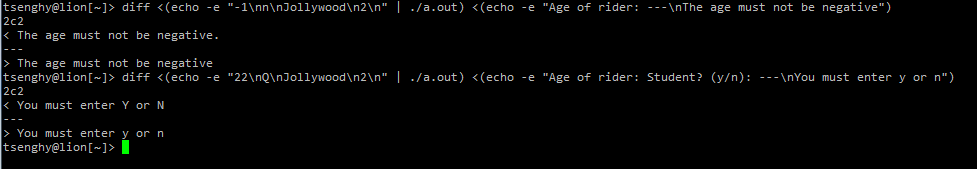 tsenghy@lion[~]> diff <(echo -e "-1\nn\nJollywood\n2\n" | ./a.out) <(echo -e "Age of rider: ---\nThe age must not be negative")
2c2
< The age must not be negative.
---
> The age must not be negative
tsenghy@lion[~]> diff <(echo -e "22\nQ\nJollywood\n2\n" | ./a.out) <(echo -e "Age of rider: Student? (y/n): ---\nYou must enter y or n")
2c2
< You must enter Y or N
---
> You must enter y or n
tsenghy@lion[~]>